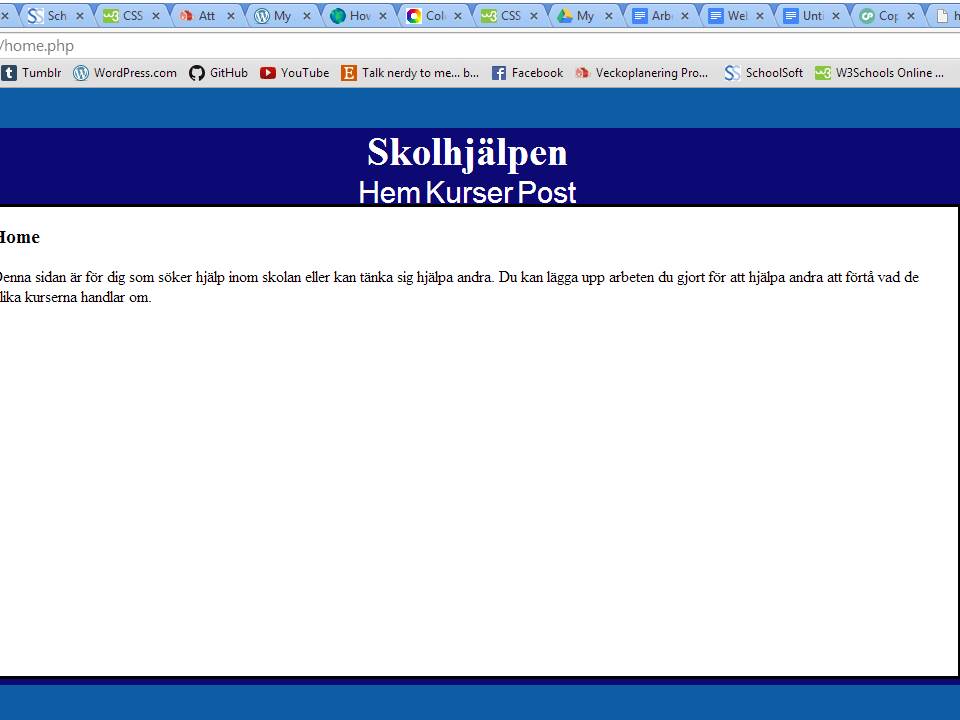 Sch CSS Att My How Col CSS My Arb Wel Unti Cop h
/home.php
Tumblr WordPress.com GitHub YouTube Talk nerdy to me... b... Facebook Veckoplanering Pro... SchoolSoft W3Schools Online ...
Skolhjälpen
Hem Kurser Post
Home
Denna sidan är för dig som söker hjälp inom skolan eller kan tänka sig hjälpa andra. Du kan lägga upp arbeten du gjort för att hjälpa andra att förtå vad de
lika kurserna handlar om.